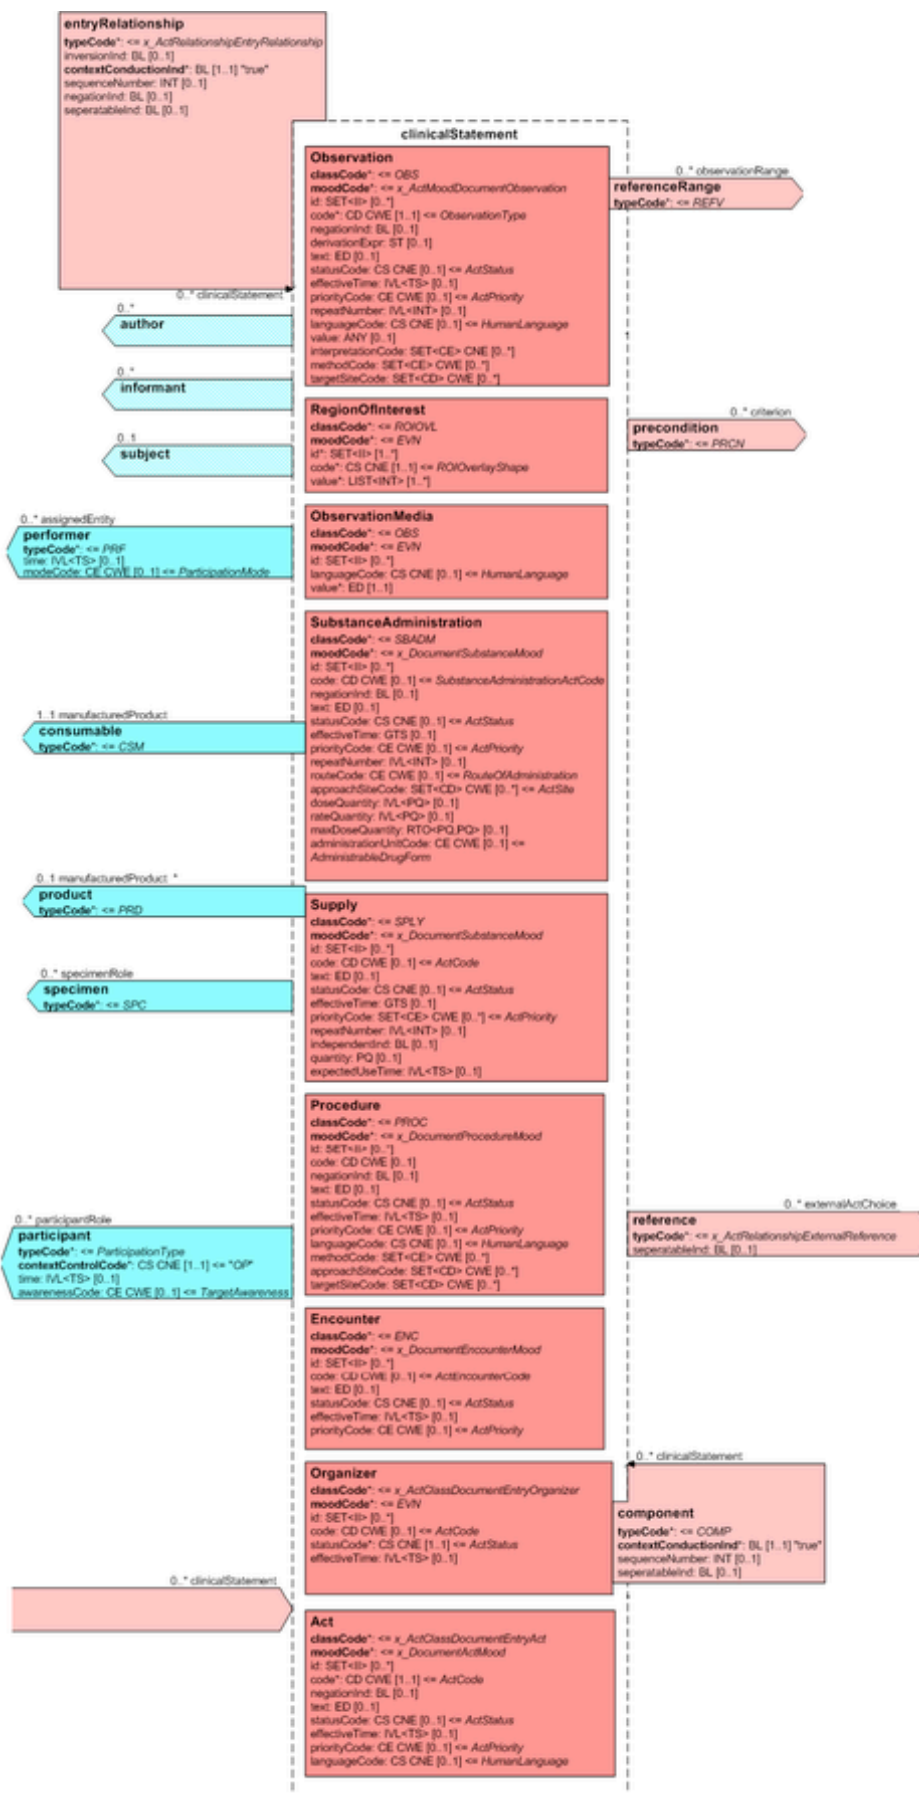 entryRelationship
typeCode*: <= x_ActRelationshipEntryRelationship
inversionInd: BL [0..1]
contextConductionInd*: BL [1..1] "true"
sequenceNumber: INT [0..1]
negationInd: BL [0..1]
seperatableInd: BL [0..1]
0..* clinicalStatement
clinicalStatement
Observation
classCode*: <= OBS
moodCode*: <= x_ActMoodDocumentObservation
id: SET<II> [0..*]
code*: CD CWE [1..1] <= ObservationType
negationInd: BL [0..1]
derivationExpr: ST [0..1]
text: ED [0..1]
statusCode: CS CNE [0..1] <= ActStatus
effectiveTime: IVL<TS> [0..1]
priorityCode: CE CWE [0..1] <= ActPriority
repeatNumber: IVL<INT> [0..1]
languageCode: CS CNE [0..1] <= HumanLanguage
value: ANY [0..1]
interpretationCode: SET<CE> CNE [0..*]
methodCode: SET<CE> CWE [0..*]
targetSiteCode: SET<CD> CWE [0..*]
0..* observationRange
referenceRange
typeCode*: <= REFV
0..*
author
0..*
informant
0..1
subject
RegionOfInterest
classCode*: <= ROIOVL
moodCode*: <= EVN
id*: SET<II> [1..*]
code*: CS CNE [1..1] <= ROIOverlayShape
value*: LIST<INT> [1..*]
0..* criterion
precondition
typeCode*: <= PRCN
0..* assignedEntity
performer
typeCode*: <= PRF
time: IVL<TS> [0..1]
modeCode: CE CWE [0..1] <= ParticipationMode
ObservationMedia
classCode*: <= OBS
moodCode*: <= EVN
id: SET<II> [0..*]
languageCode: CS CNE [0..1] <= HumanLanguage
value*: ED [1..1]
SubstanceAdministration
classCode*: <= SBADM
moodCode*: <= x_DocumentSubstanceMood
id: SET<II> [0..*]
code: CD CWE [0..1] <= SubstanceAdministrationActCode
negationInd: BL [0..1]
text: ED [0..1]
statusCode: CS CNE [0..1] <= ActStatus
effectiveTime: GTS [0..1]
priorityCode: CE CWE [0..1] <= ActPriority
repeatNumber: IVL<INT> [0..1]
routeCode: CE CWE [0..1] <= RouteOfAdministration
approachSiteCode: SET<CD> CWE [0..*] <= ActSite
doseQuantity: IVL<PQ> [0..1]
rateQuantity: IVL<PQ> [0..1]
maxDoseQuantity: RTO<PQ,PQ> [0..1]
administrationUnitCode: CE CWE [0..1] <=
AdministrableDrugForm
1..1 manufacturedProduct
consumable
typeCode*: <= CSM
0..1 manufacturedProduct *
product
typeCode*: <= PRD
Supply
classCode*: <= SPLY
moodCode*: <= x_DocumentSubstanceMood
id: SET<II> [0..*]
code: CD CWE [0..1] <= ActCode
text: ED [0..1]
statusCode: CS CNE [0..1] <= ActStatus
effectiveTime: GTS [0..1]
priorityCode: SET<CE> CWE [0..*] <= ActPriority
repeatNumber: IVL<INT> [0..1]
independentInd: BL [0..1]
quantity: PQ [0..1]
expectedUseTime: IVL<TS> [0..1]
0..* specimenRole
specimen
typeCode*: <= SPC
Procedure
classCode*: <= PROC
moodCode*: <= x_DocumentProcedureMood
id: SET<II> [0..*]
code: CD CWE [0..1]
negationInd: BL [0..1]
text: ED [0..1]
statusCode: CS CNE [0..1] <= ActStatus
effectiveTime: IVL<TS> [0..1]
priorityCode: CE CWE [0..1] <= ActPriority
languageCode: CS CNE [0..1] <= HumanLanguage
methodCode: SET<CE> CWE [0..*]
approachSiteCode: SET<CD> CWE [0..*]
targetSiteCode: SET<CD> CWE [0..*]
0..* externalActChoice
reference
typeCode*: <= x_ActRelationshipExternalReference
seperatableInd: BL [0..1]
0..* participantRole
participant
typeCode*: <= ParticipationType
contextControlCode*: CS CNE [1..1] <= "OP"
time: IVL<TS> [0..1]
awarenessCode: CE CWE [0..1] <= TargetAwareness
Encounter
classCode*: <= ENC
moodCode*: <= x_DocumentEncounterMood
id: SET<II> [0..*]
code: CD CWE [0..1] <= ActEncounterCode
text: ED [0..1]
statusCode: CS CNE [0..1] <= ActStatus
effectiveTime: IVL<TS> [0..1]
priorityCode: CE CWE [0..1] <= ActPriority
Organizer
classCode*: <= x_ActClassDocumentEntryOrganizer
moodCode*: <= EVN
id: SET<II> [0..*]
code: CD CWE [0..1] <= ActCode
statusCode*: CS CNE [1..1] <= ActStatus
effectiveTime: IVL<TS> [0..1]
0..* clinicalStatement
component
typeCode*: <= COMP
contextConductionInd*: BL [1..1] "true"
sequenceNumber: INT [0..1]
seperatableInd: BL [0..1]
0..* clinicalStatement
Act
classCode*: <= x_ActClassDocumentEntryAct
moodCode*: <= x_DocumentActMood
id: SET<II> [0..*]
code*: CD CWE [1..1] <= ActCode
negationInd: BL [0..1]
text: ED [0..1]
statusCode: CS CNE [0..1] <= ActStatus
effectiveTime: IVL<TS> [0..1]
priorityCode: CE CWE [0..1] <= ActPriority
languageCode: CS CNE [0..1] <= HumanLanguage